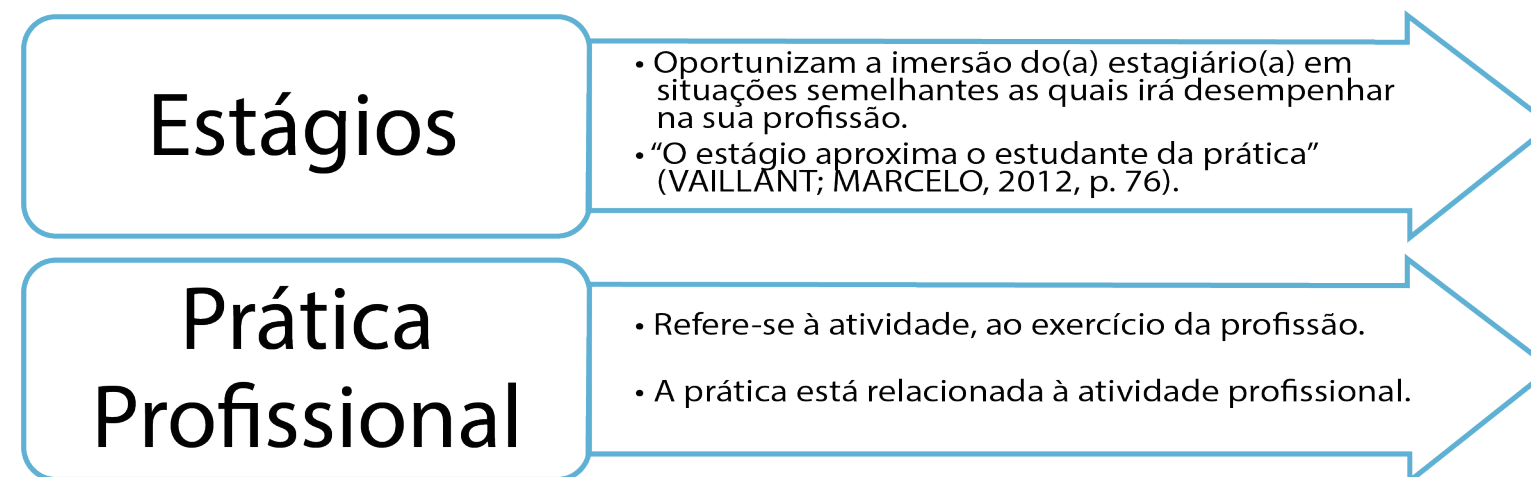 Estágios
• Oportunizam a imersão do(a) estagiário(a) em
situações semelhantes as quais irá desempenhar
na sua profissão.
• “O estágio aproxima o estudante da prática”
(VAILLANT; MARCELO, 2012, p. 76).
Prática
Profissional
• Refere-se à atividade, ao exercício da profissão.
• A prática está relacionada à atividade profissional.